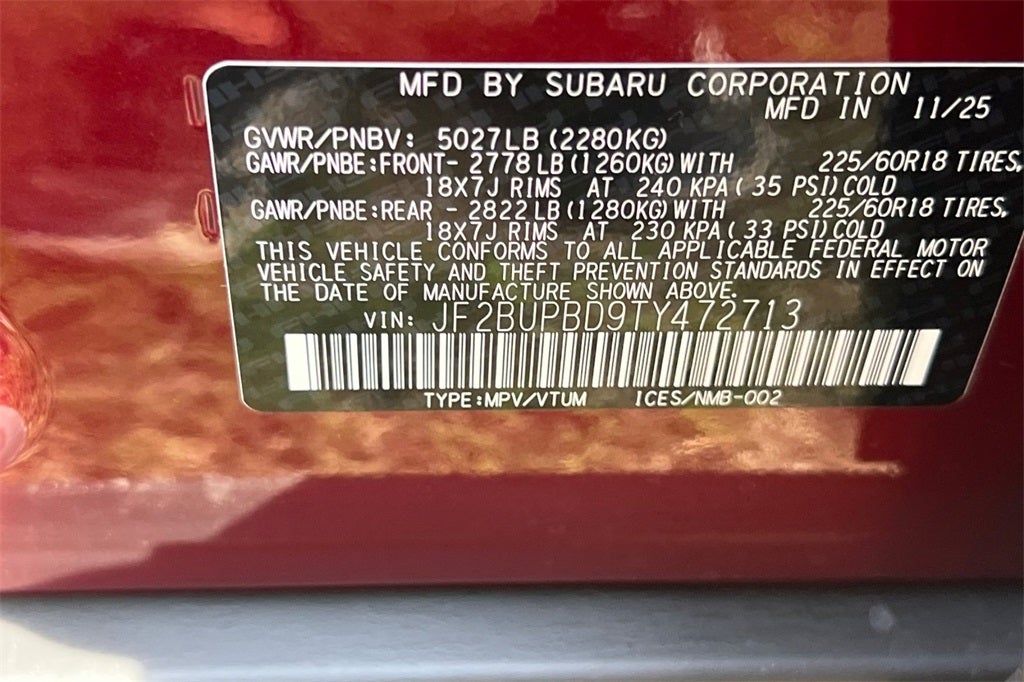 MFD BY SUBARU CORPORATION
MFD IN 11/25
GVWR/PNBV: 5027LB (2280KG)
GAWR/PNBE:FRONT- 2778 LB (1260KG) WITH 225/60R18 TIRES,
18X7J RIMS AT 240 KPA ( 35 PSI) COLD
GAWR/PNBE:REAR - 2822 LB (1280KG) WITH 225/60R18 TIRES,
18X7J RIMS AT 230 KPA ( 33 PSI) COLD
THIS VEHICLE CONFORMS TO ALL APPLICABLE FEDERAL MOTOR
VEHICLE SAFETY AND THEFT PREVENTION STANDARDS IN EFFECT ON
THE DATE OF MANUFACTURE SHOWN ABOVE.
VIN: JF2BUPBD9TY472713
TYPE:MPV/VTUM ICES/NMB-002